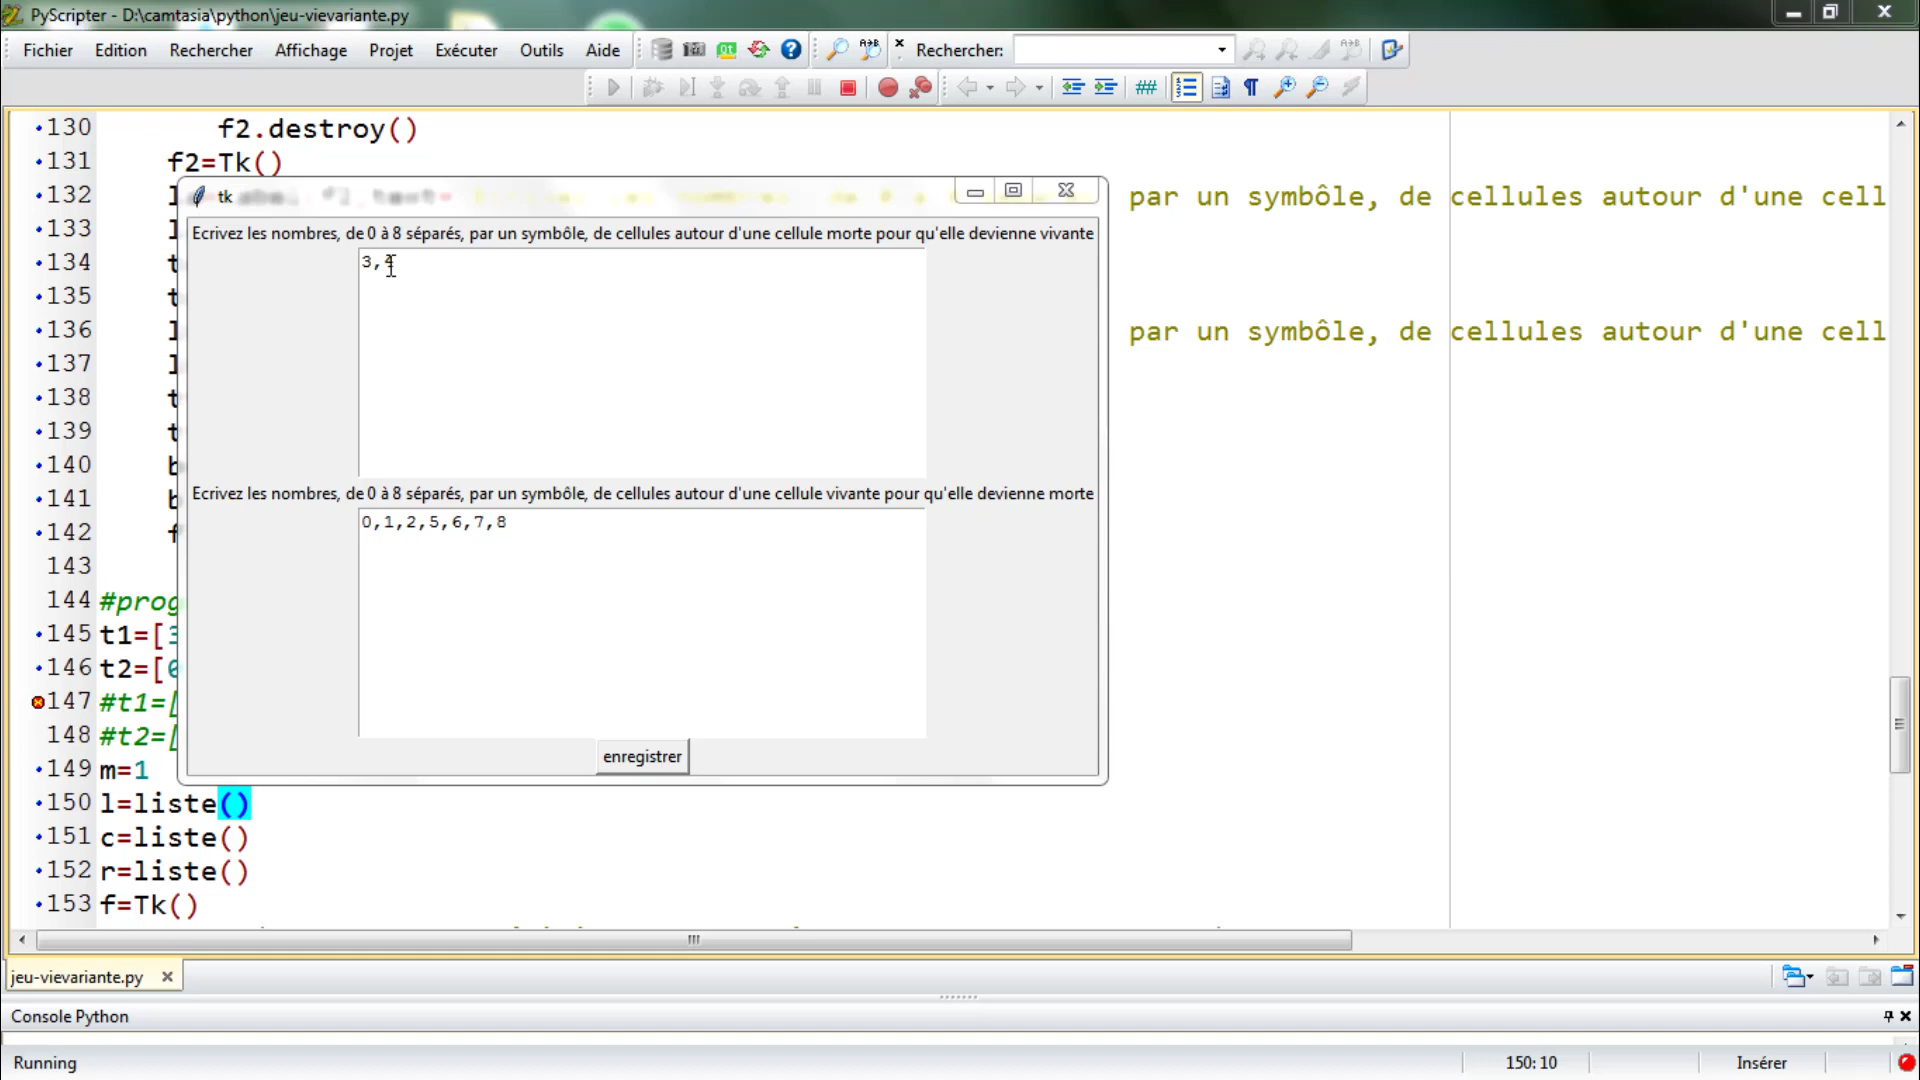 PyScripter - D:\camtasia\python\jeu-vievariante.py
Fichier Edition Rechercher Affichage Projet Exécuter Outils Aide Rechercher:
130 f2.destroy()
131 f2=Tk()
132 par un symbôle, de cellules autour d'une cell
133
134
135
136 par un symbôle, de cellules autour d'une cell
137
138
139
140
141
142
143
144 #prog
145 t1=[3
146 t2=[0
147 #t1=[
148 #t2=[
149 m=1
150 l=liste()
151 c=liste()
152 r=liste()
153 f=Tk()
tk
Ecrivez les nombres, de 0 à 8 séparés, par un symbôle, de cellules autour d'une cellule morte pour qu'elle devienne vivante
3,4
Ecrivez les nombres, de 0 à 8 séparés, par un symbôle, de cellules autour d'une cellule vivante pour qu'elle devienne morte
0,1,2,5,6,7,8
enregistrer
jeu-vievariante.py
Console Python
Running 150: 10 Insérer